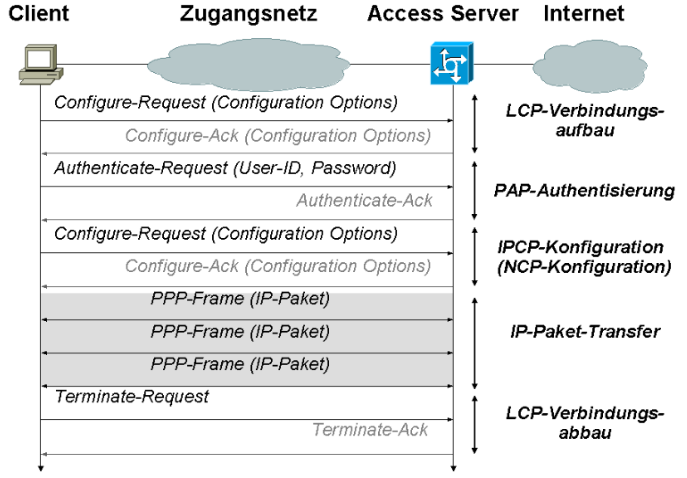 Client Zugangsnetz Access Server Internet
Configure-Request (Configuration Options)
LCP-Verbindungs-
aufbau
Configure-Ack (Configuration Options)
Authenticate-Request (User-ID, Password)
PAP-Authentisierung
Authenticate-Ack
Configure-Request (Configuration Options)
IPCP-Konfiguration
(NCP-Konfiguration)
Configure-Ack (Configuration Options)
PPP-Frame (IP-Paket)
PPP-Frame (IP-Paket)
IP-Paket-Transfer
PPP-Frame (IP-Paket)
Terminate-Request
LCP-Verbindungs-
abbau
Terminate-Ack